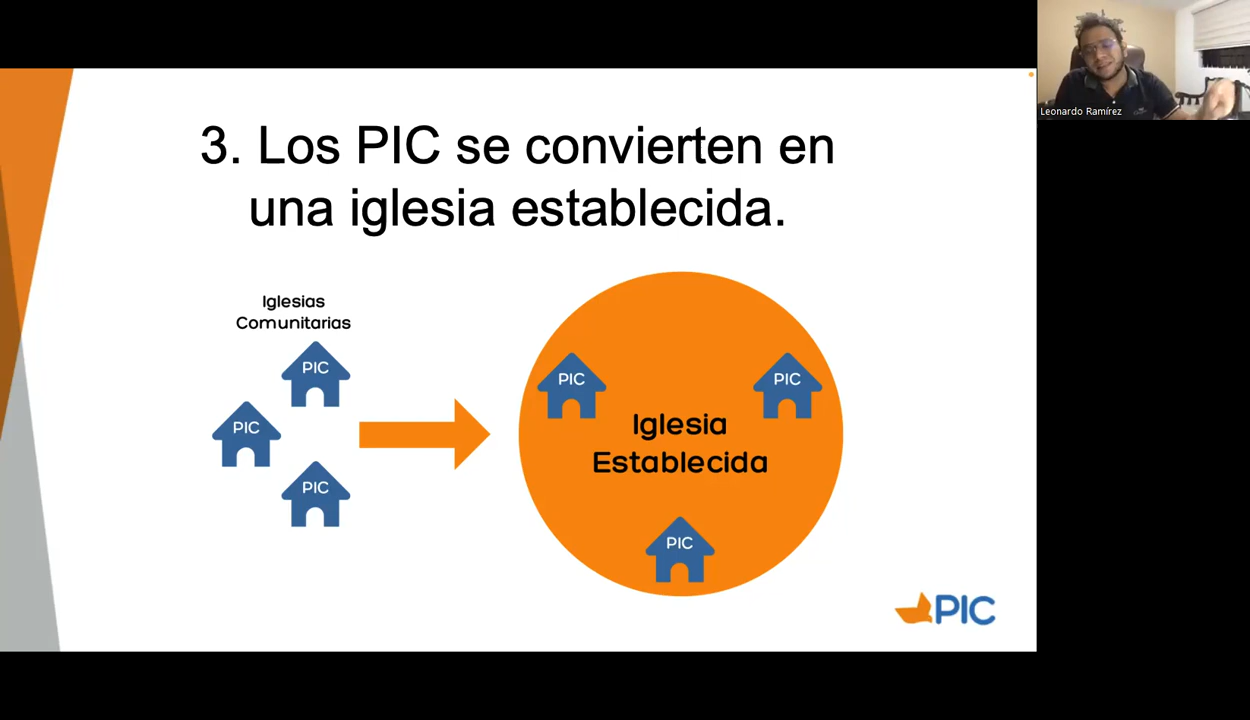 Leonardo Ramírez
3. Los PIC se convierten en
una iglesia establecida.
Iglesias
Comunitarias
PIC
PIC
PIC
PIC
PIC
Iglesia
Establecida
PIC
PIC